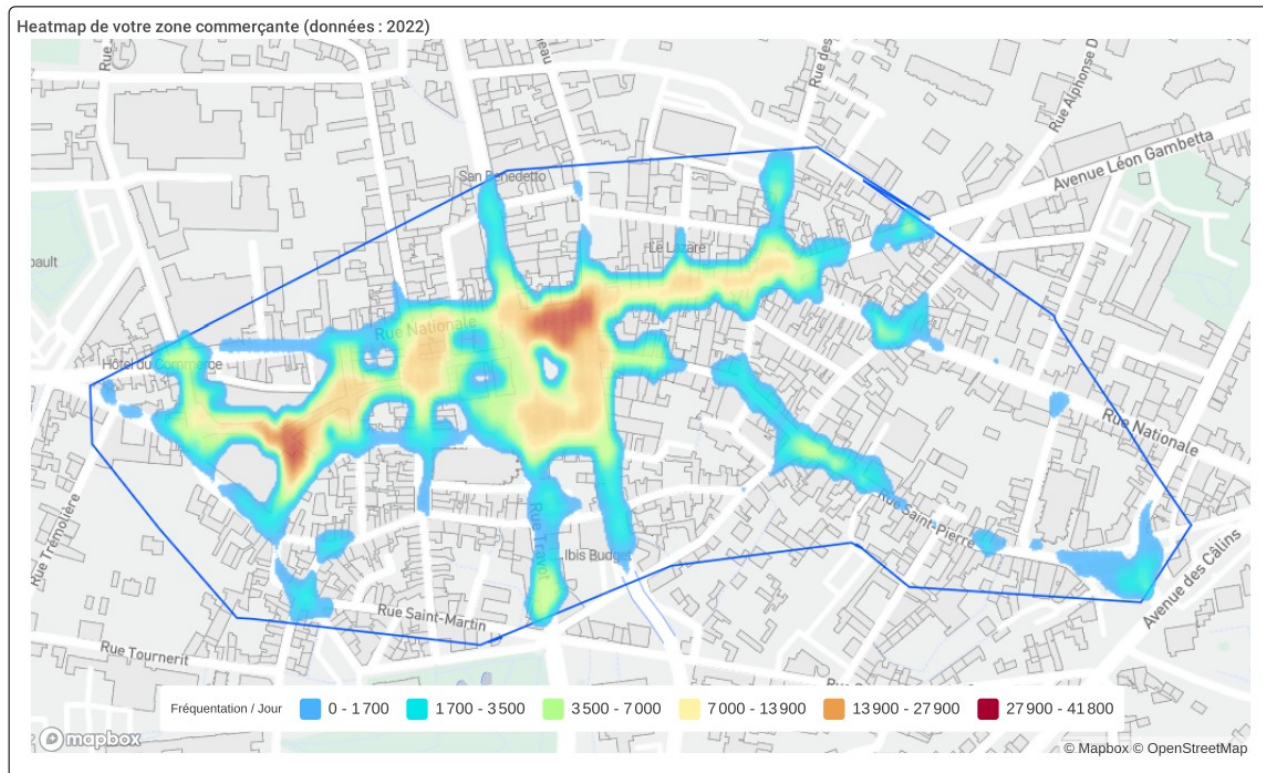 Heatmap de votre zone commerçante (données : 2022)
Rue
eau
Rue des
Rue Alphonse D
Avenue Léon Gambetta
San Benedetto
bault
Le Lazare
Rue Nationale
Hôtel du Commerce
Rue Nationale
Rue Trémolière
Rue Travot
Ibis Budget
Rue Saint-Pierre
Avenue des Câlins
Rue Saint-Martin
Rue Tournerit
Fréquentation / Jour
0 - 1 700
1 700 - 3 500
3 500 - 7 000
7 000 - 13 900
13 900 - 27 900
27 900 - 41 800
mapbox
© Mapbox © OpenStreetMap